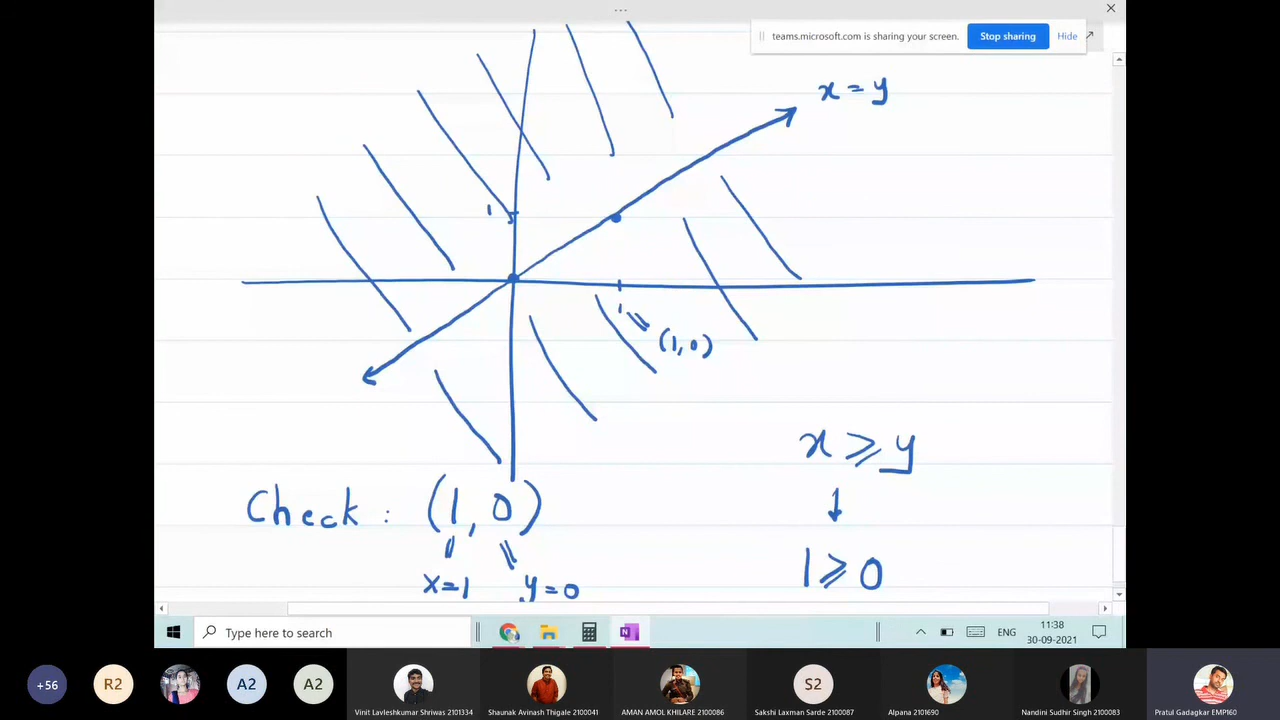 teams.microsoft.com is sharing your screen. Stop sharing Hide
x = y
1
1
(1,0)
x ⩾ y
Check : (1, 0)
x=1 y=0
1 ⩾ 0
Type here to search
ENG
11:38
30-09-2021
+56 R2 A2 A2 S2
Vinit Lavleshkumar Shriwas 2101334 Shaunak Avinash Thigale 2100041 AMAN AMOL KHILARE 2100086 Sakshi Laxman Sarde 2100087 Alpana 2101690 Nandini Sudhir Singh 2100083 Pratul Gadagkar EMP160